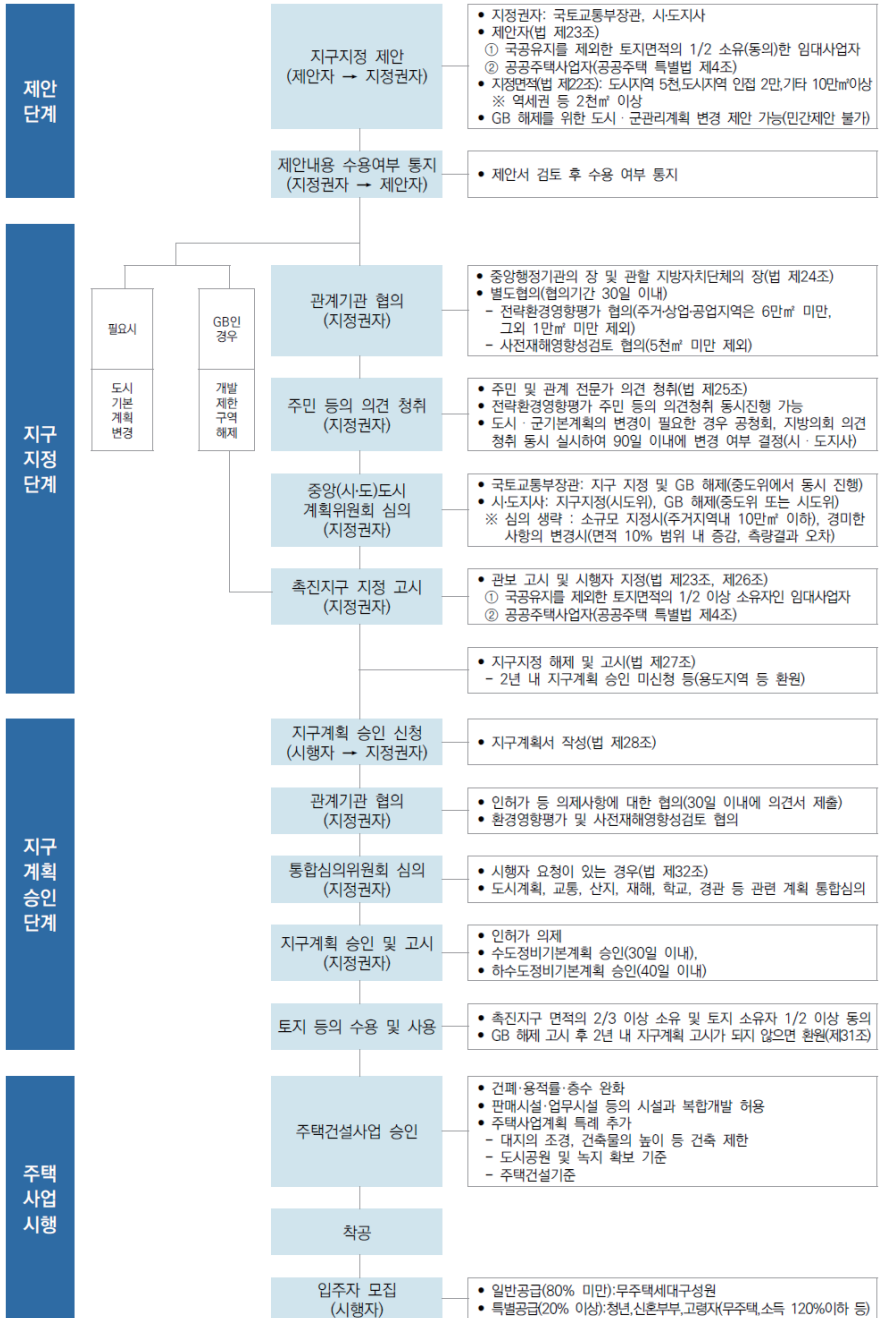 제안
단계
지구지정 제안
(제안자 → 지정권자)
• 지정권자: 국토교통부장관, 시·도지사
• 제안자(법 제23조)
① 국공유지를 제외한 토지면적의 1/2 소유(동의)한 임대사업자
② 공공주택사업자(공공주택 특별법 제4조)
• 지정면적(법 제22조): 도시지역 5천,도시지역 인접 2만,기타 10만㎡이상
※ 역세권 등 2천㎡ 이상
• GB 해제를 위한 도시 · 군관리계획 변경 제안 가능(민간제안 불가)
제안내용 수용여부 통지
(지정권자 → 제안자)
• 제안서 검토 후 수용 여부 통지
지구
지정
단계
필요시
도시
기본
계획
변경
GB인
경우
개발
제한
구역
해제
관계기관 협의
(지정권자)
• 중앙행정기관의 장 및 관할 지방자치단체의 장(법 제24조)
• 별도협의(협의기간 30일 이내)
– 전략환경영향평가 협의(주거·상업·공업지역은 6만㎡ 미만,
그외 1만㎡ 미만 제외)
– 사전재해영향성검토 협의(5천㎡ 미만 제외)
주민 등의 의견 청취
(지정권자)
• 주민 및 관계 전문가 의견 청취(법 제25조)
• 전략환경영향평가 주민 등의 의견청취 동시진행 가능
• 도시 · 군기본계획의 변경이 필요한 경우 공청회, 지방의회 의견
청취 동시 실시하여 90일 이내에 변경 여부 결정(시 · 도지사)
중앙(시·도)도시
계획위원회 심의
(지정권자)
• 국토교통부장관: 지구 지정 및 GB 해제(중도위에서 동시 진행)
• 시·도지사: 지구지정(시도위), GB 해제(중도위 또는 시도위)
※ 심의 생략 : 소규모 지정시(주거지역내 10만㎡ 이하), 경미한
사항의 변경시(면적 10% 범위 내 증감, 측량결과 오차)
촉진지구 지정 고시
(지정권자)
• 관보 고시 및 시행자 지정(법 제23조, 제26조)
① 국공유지를 제외한 토지면적의 1/2 이상 소유자인 임대사업자
② 공공주택사업자(공공주택 특별법 제4조)
• 지구지정 해제 및 고시(법 제27조)
– 2년 내 지구계획 승인 미신청 등(용도지역 등 환원)
지구
계획
승인
단계
지구계획 승인 신청
(시행자 → 지정권자)
• 지구계획서 작성(법 제28조)
관계기관 협의
(지정권자)
• 인허가 등 의제사항에 대한 협의(30일 이내에 의견서 제출)
• 환경영향평가 및 사전재해영향성검토 협의
통합심의위원회 심의
(지정권자)
• 시행자 요청이 있는 경우(법 제32조)
• 도시계획, 교통, 산지, 재해, 학교, 경관 등 관련 계획 통합심의
지구계획 승인 및 고시
(지정권자)
• 인허가 의제
• 수도정비기본계획 승인(30일 이내),
• 하수도정비기본계획 승인(40일 이내)
토지 등의 수용 및 사용
• 촉진지구 면적의 2/3 이상 소유 및 토지 소유자 1/2 이상 동의
• GB 해제 고시 후 2년 내 지구계획 고시가 되지 않으면 환원(제31조)
주택
사업
시행
주택건설사업 승인
• 건폐·용적률·층수 완화
• 판매시설·업무시설 등의 시설과 복합개발 허용
• 주택사업계획 특례 추가
– 대지의 조경, 건축물의 높이 등 건축 제한
– 도시공원 및 녹지 확보 기준
– 주택건설기준
착공
입주자 모집
(시행자)
• 일반공급(80% 미만):무주택세대구성원
• 특별공급(20% 이상):청년,신혼부부,고령자(무주택,소득 120%이하 등)